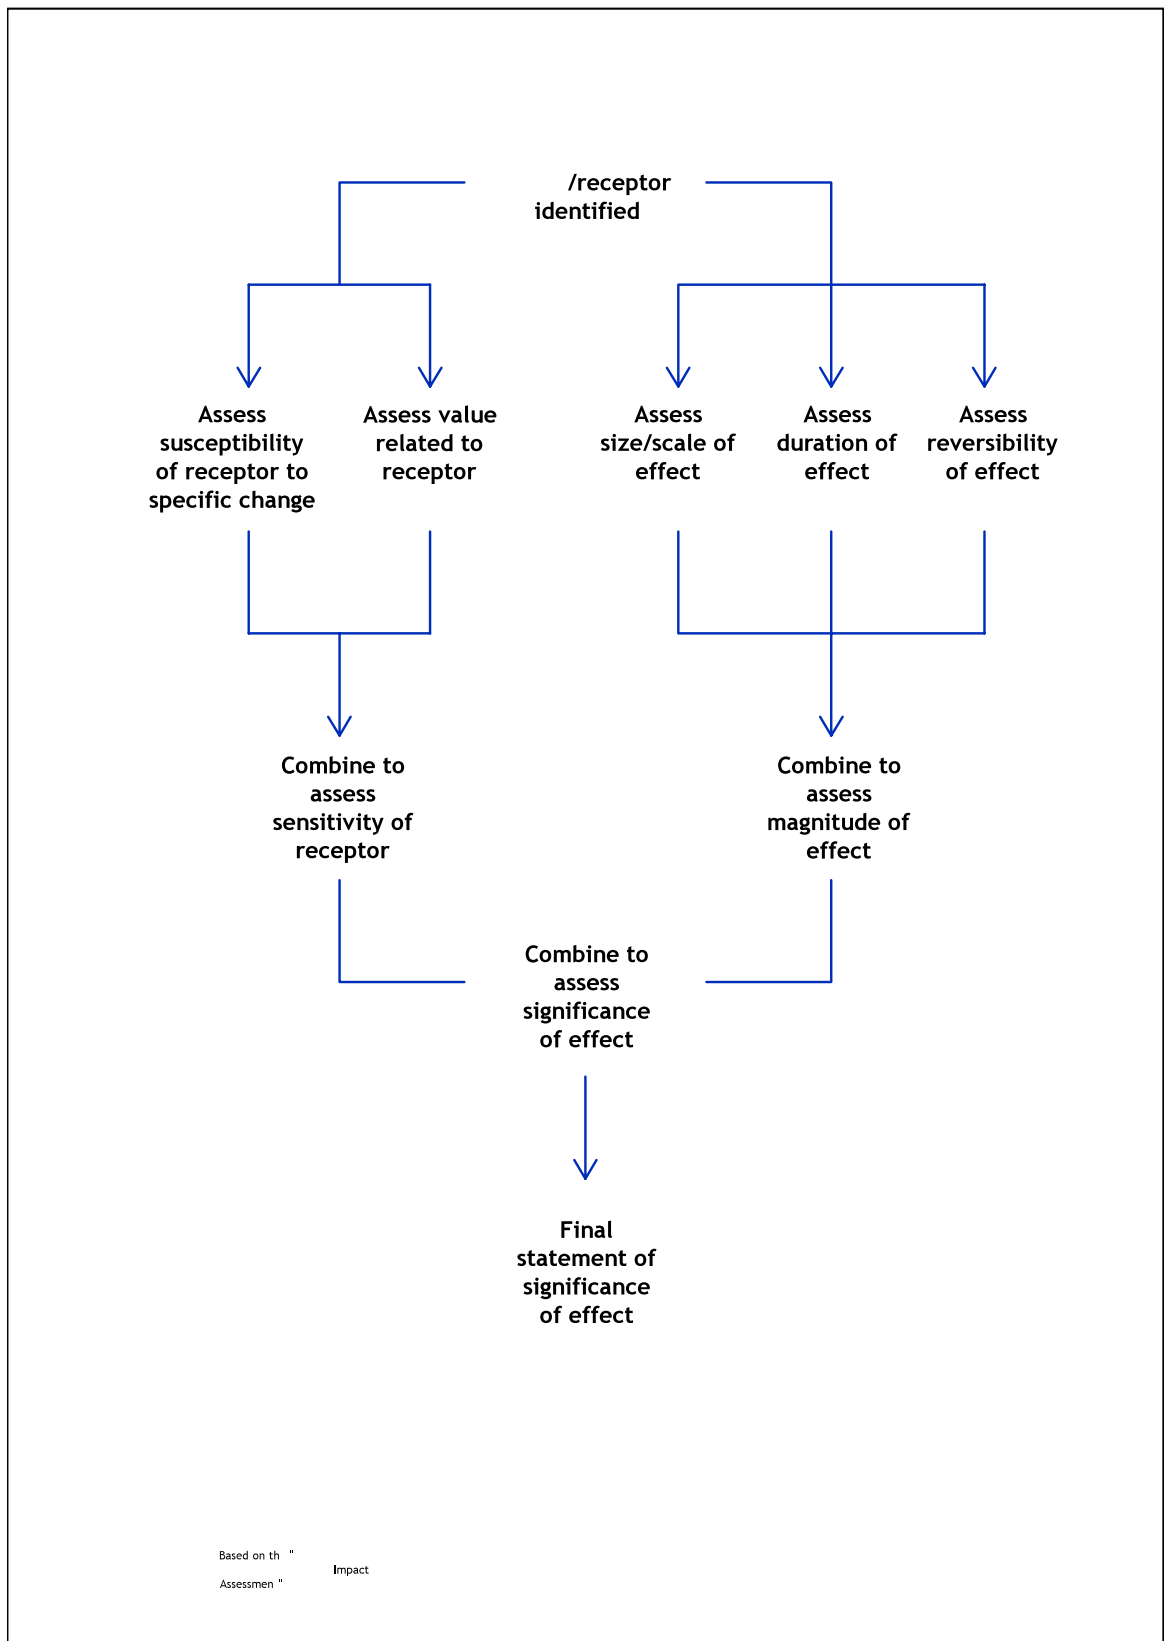 /receptor
identified
Assess
susceptibility
of receptor to
specific change
Assess value
related to
receptor
Assess
size/scale of
effect
Assess
duration of
effect
Assess
reversibility
of effect
Combine to
assess
sensitivity of
receptor
Combine to
assess
magnitude of
effect
Combine to
assess
significance
of effect
Final
statement of
significance
of effect
Based on th "
Impact
Assessmen "